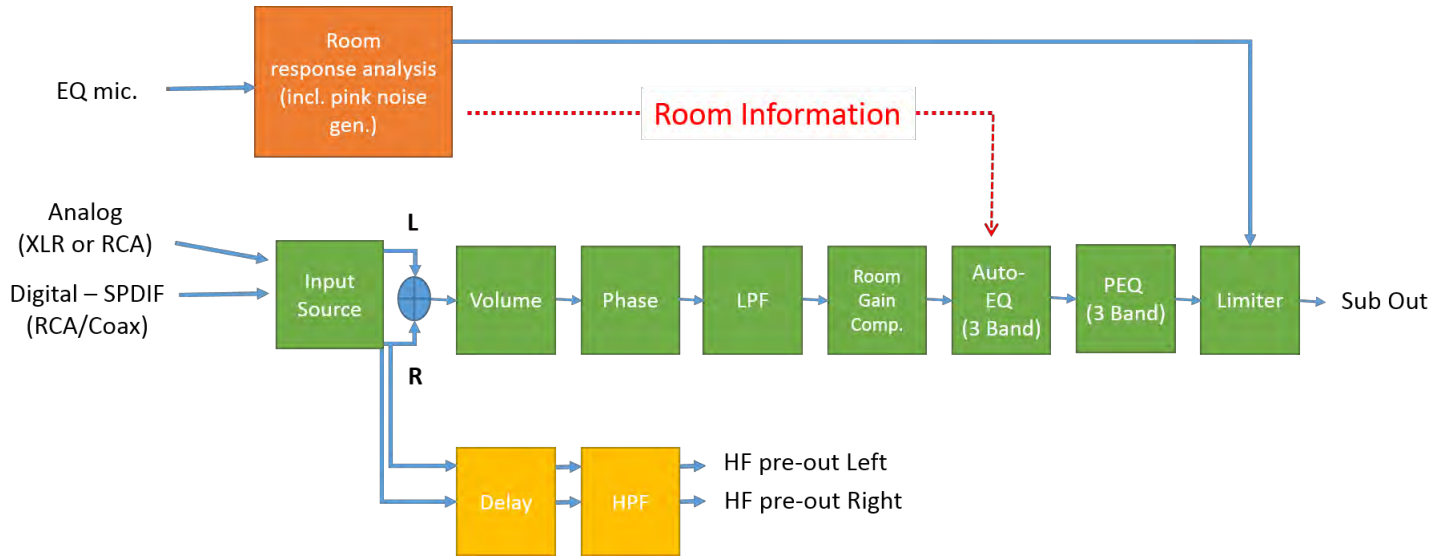 Room
response analysis
(incl. pink noise
gen.)
EQ mic.
Room Information
Analog
(XLR or RCA)
Digital – SPDIF
(RCA/Coax)
Input
Source
L
R
Volume
Phase
LPF
Room
Gain
Comp.
Auto-
EQ
(3 Band)
PEQ
(3 Band)
Limiter
Sub Out
Delay
HPF
HF pre-out Left
HF pre-out Right